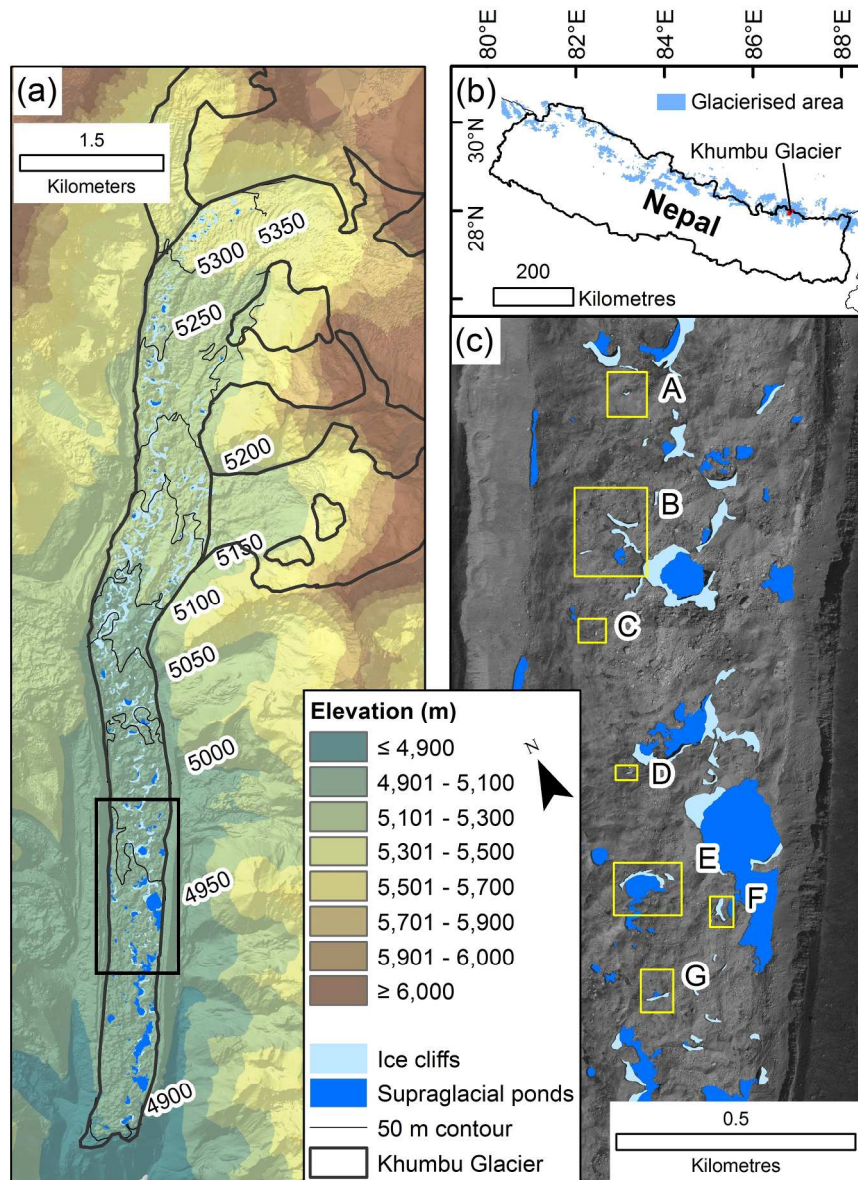 (a)
1.5
Kilometers
5350
5300
5250
5200
5150
5100
5050
5000
4950
4900
Elevation (m)
≤ 4,900
4,901 - 5,100
5,101 - 5,300
5,301 - 5,500
5,501 - 5,700
5,701 - 5,900
5,901 - 6,000
≥ 6,000
N
Ice cliffs
Supraglacial ponds
50 m contour
Khumbu Glacier
80°E
82°E
84°E
86°E
88°E
(b)
Glacierised area
30°N
Khumbu Glacier
28°N
Nepal
200
Kilometres
(c)
A
B
C
D
E
F
G
0.5
Kilometres